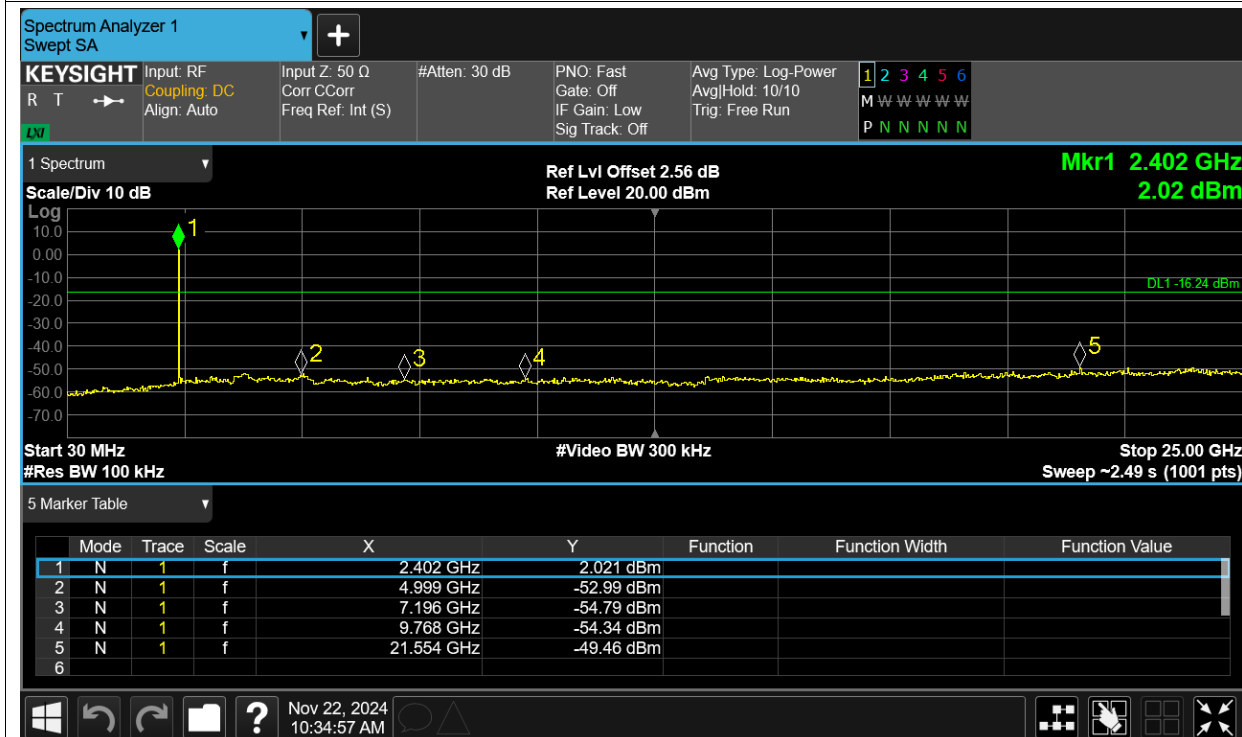 Spectrum Analyzer 1
Swept SA
+
KEYSIGHT
R T
LXI
Input: RF
Coupling: DC
Align: Auto
Input Z: 50 Ω
Corr CCorr
Freq Ref: Int (S)
#Atten: 30 dB
PNO: Fast
Gate: Off
IF Gain: Low
Sig Track: Off
Avg Type: Log-Power
Avg|Hold: 10/10
Trig: Free Run
1 2 3 4 5 6
M W W W W W
P N N N N N
1 Spectrum
Scale/Div 10 dB
Ref Lvl Offset 2.56 dB
Ref Level 20.00 dBm
Mkr1 2.402 GHz
2.02 dBm
Log
10.0
0.00
-10.0
-20.0
-30.0
-40.0
-50.0
-60.0
-70.0
1
2
3
4
5
DL1 -16.24 dBm
Start 30 MHz
#Res BW 100 kHz
#Video BW 300 kHz
Stop 25.00 GHz
Sweep ~2.49 s (1001 pts)
5 Marker Table
Mode Trace Scale X Y Function Function Width Function Value
1 N 1 f 2.402 GHz 2.021 dBm
2 N 1 f 4.999 GHz -52.99 dBm
3 N 1 f 7.196 GHz -54.79 dBm
4 N 1 f 9.768 GHz -54.34 dBm
5 N 1 f 21.554 GHz -49.46 dBm
6
?
Nov 22, 2024
10:34:57 AM